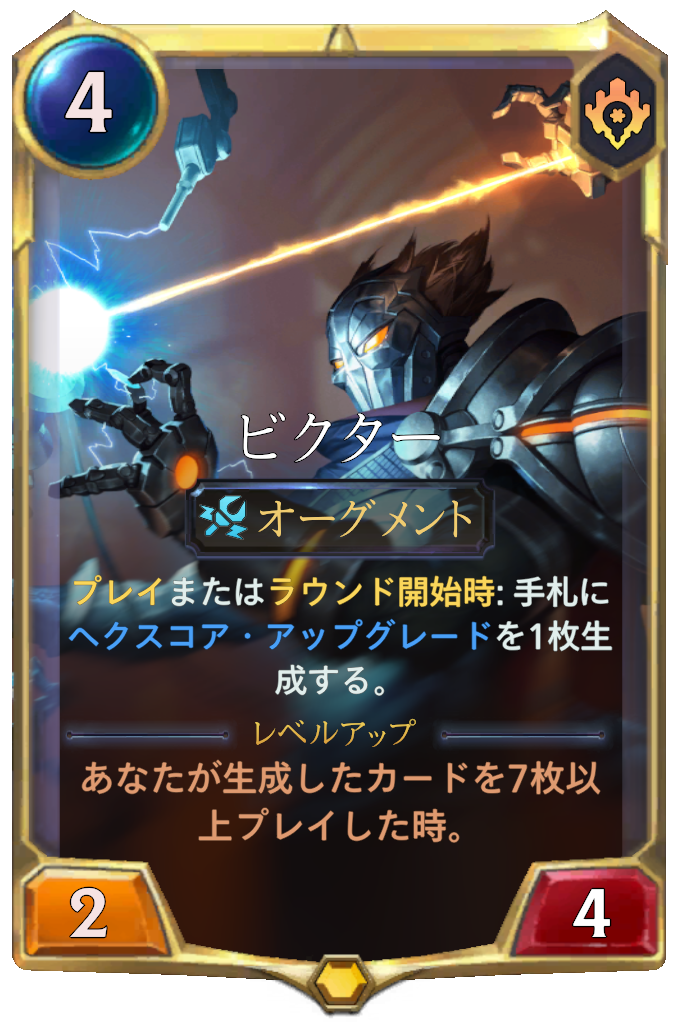 4
ビクター
オーグメント
プレイまたはラウンド開始時: 手札に
ヘクスコア・アップグレードを1枚生
成する。
レベルアップ
あなたが生成したカードを7枚以
上プレイした時。
2
4